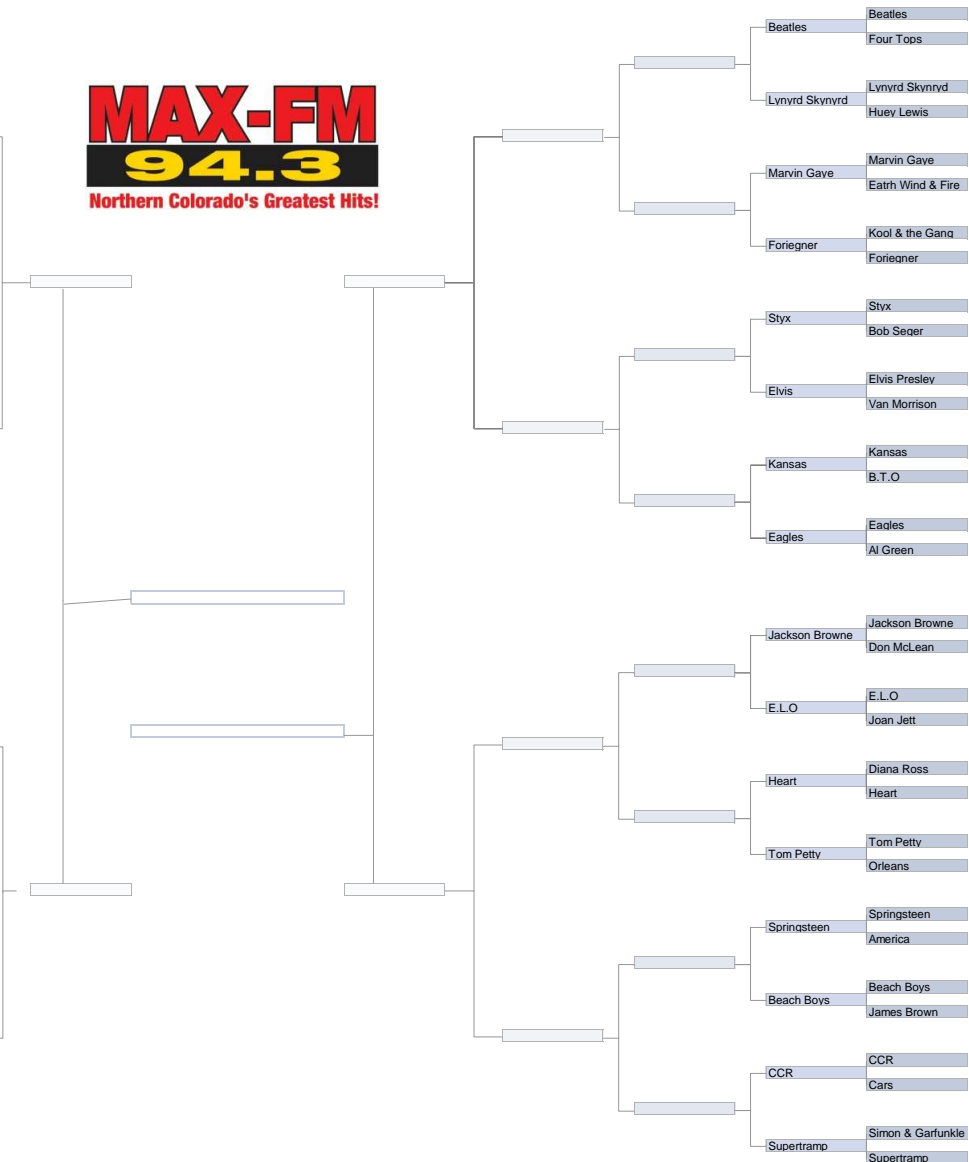 MAX-FM
94.3
Northern Colorado's Greatest Hits!
Beatles
Lynyrd Skynyrd
Marvin Gaye
Foriegner
Styx
Elvis
Kansas
Eagles
Jackson Browne
E.L.O
Heart
Tom Petty
Springsteen
Beach Boys
CCR
Supertramp
Beatles
Four Tops
Lynyrd Skynryd
Huey Lewis
Marvin Gaye
Eatrh Wind & Fire
Kool & the Gang
Foriegner
Styx
Bob Seger
Elvis Presley
Van Morrison
Kansas
B.T.O
Eagles
Al Green
Jackson Browne
Don McLean
E.L.O
Joan Jett
Diana Ross
Heart
Tom Petty
Orleans
Springsteen
America
Beach Boys
James Brown
CCR
Cars
Simon & Garfunkle
Supertramp